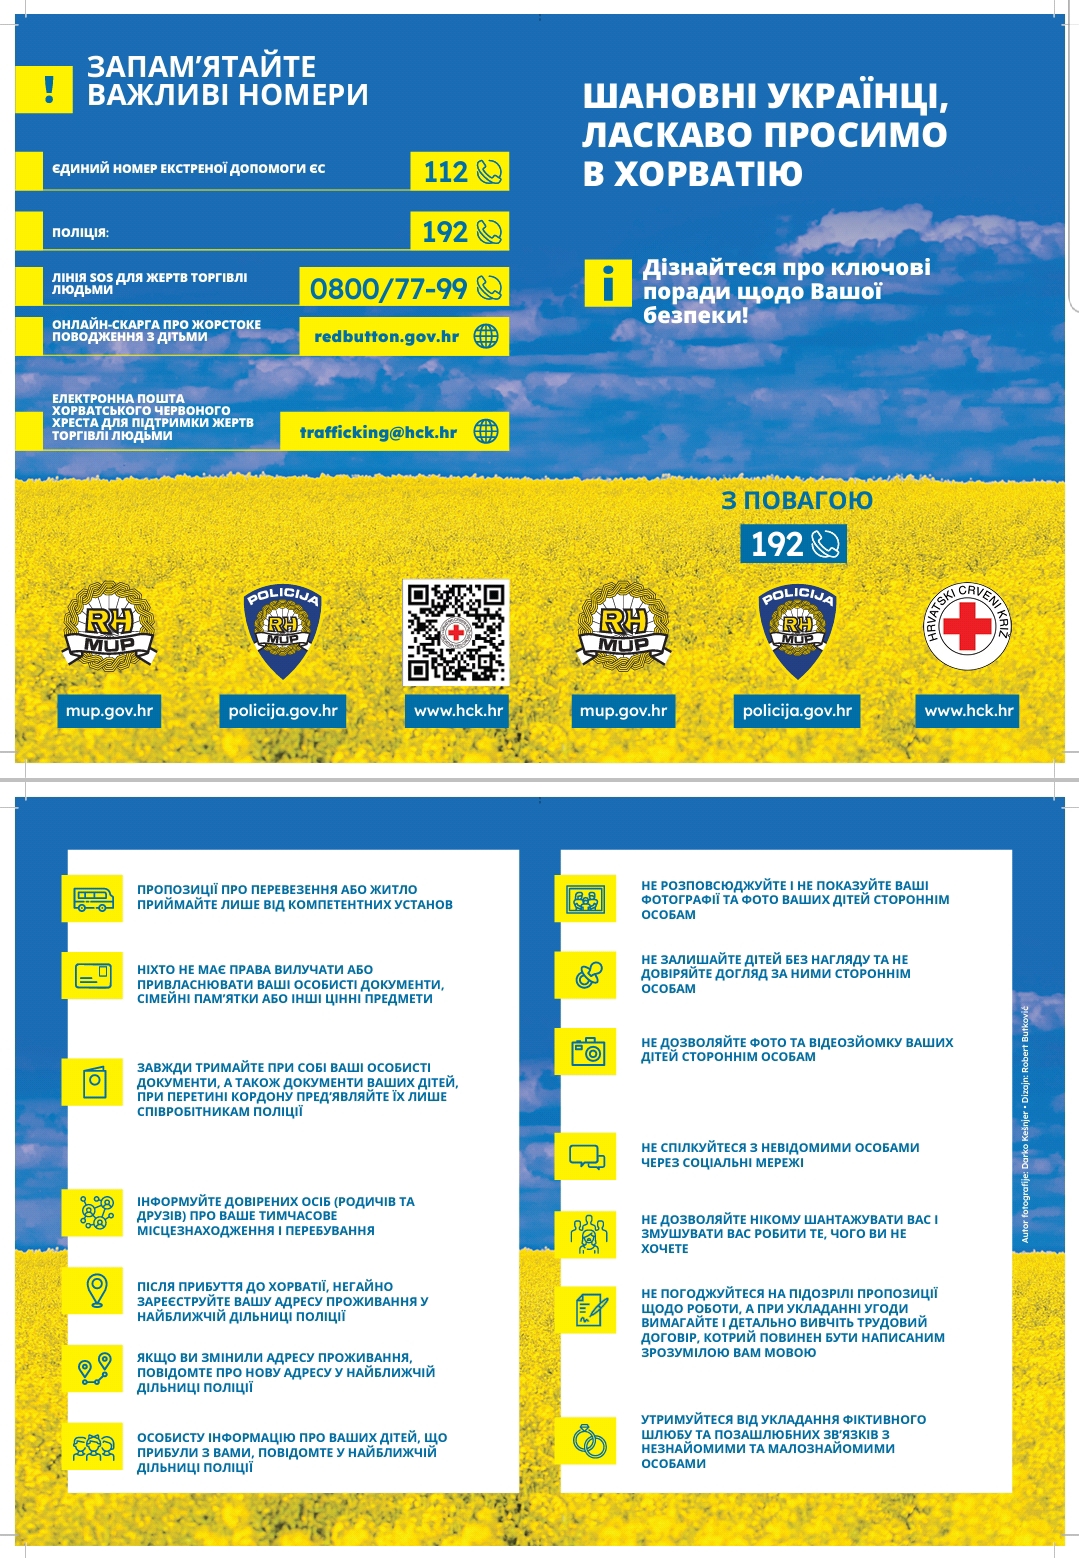 !
ЗАПАМ’ЯТАЙТЕ
ВАЖЛИВІ НОМЕРИ
ЄДИНИЙ НОМЕР ЕКСТРЕНОЇ ДОПОМОГИ ЄС
112
ПОЛІЦІЯ:
192
ЛІНІЯ SOS ДЛЯ ЖЕРТВ ТОРГІВЛІ
ЛЮДЬМИ
0800/77-99
ОНЛАЙН-СКАРГА ПРО ЖОРСТОКЕ
ПОВОДЖЕННЯ З ДІТЬМИ
redbutton.gov.hr
ЕЛЕКТРОННА ПОШТА
ХОРВАТСЬКОГО ЧЕРВОНОГО
ХРЕСТА ДЛЯ ПІДТРИМКИ ЖЕРТВ
ТОРГІВЛІ ЛЮДЬМИ
trafficking@hck.hr
RH
MUP
POLICIJA
RH
MUP
mup.gov.hr
policija.gov.hr
www.hck.hr
ШАНОВНІ УКРАЇНЦІ,
ЛАСКАВО ПРОСИМО
В ХОРВАТІЮ
i
Дізнайтеся про ключові
поради щодо Вашої
безпеки!
З ПОВАГОЮ
192
RH
MUP
POLICIJA
RH
MUP
HRVATSKI CRVENI KRIŽ
mup.gov.hr
policija.gov.hr
www.hck.hr
ПРОПОЗИЦІЇ ПРО ПЕРЕВЕЗЕННЯ АБО ЖИТЛО
ПРИЙМАЙТЕ ЛИШЕ ВІД КОМПЕТЕНТНИХ УСТАНОВ
НІХТО НЕ МАЄ ПРАВА ВИЛУЧАТИ АБО
ПРИВЛАСНЮВАТИ ВАШІ ОСОБИСТІ ДОКУМЕНТИ,
СІМЕЙНІ ПАМ’ЯТКИ АБО ІНШІ ЦІННІ ПРЕДМЕТИ
ЗАВЖДИ ТРИМАЙТЕ ПРИ СОБІ ВАШІ ОСОБИСТІ
ДОКУМЕНТИ, А ТАКОЖ ДОКУМЕНТИ ВАШИХ ДІТЕЙ,
ПРИ ПЕРЕТИНІ КОРДОНУ ПРЕД’ЯВЛЯЙТЕ ЇХ ЛИШЕ
СПІВРОБІТНИКАМ ПОЛІЦІЇ
ІНФОРМУЙТЕ ДОВІРЕНИХ ОСІБ (РОДИЧІВ ТА
ДРУЗІВ) ПРО ВАШЕ ТИМЧАСОВЕ
МІСЦЕЗНАХОДЖЕННЯ І ПЕРЕБУВАННЯ
ПІСЛЯ ПРИБУТТЯ ДО ХОРВАТІЇ, НЕГАЙНО
ЗАРЕЄСТРУЙТЕ ВАШУ АДРЕСУ ПРОЖИВАННЯ У
НАЙБЛИЖЧІЙ ДІЛЬНИЦІ ПОЛІЦІЇ
ЯКЩО ВИ ЗМІНИЛИ АДРЕСУ ПРОЖИВАННЯ,
ПОВІДОМТЕ ПРО НОВУ АДРЕСУ У НАЙБЛИЖЧІЙ
ДІЛЬНИЦІ ПОЛІЦІЇ
ОСОБИСТУ ІНФОРМАЦІЮ ПРО ВАШИХ ДІТЕЙ, ЩО
ПРИБУЛИ З ВАМИ, ПОВІДОМТЕ У НАЙБЛИЖЧІЙ
ДІЛЬНИЦІ ПОЛІЦІЇ
НЕ РОЗПОВСЮДЖУЙТЕ І НЕ ПОКАЗУЙТЕ ВАШІ
ФОТОГРАФІЇ ТА ФОТО ВАШИХ ДІТЕЙ СТОРОННІМ
ОСОБАМ
НЕ ЗАЛИШАЙТЕ ДІТЕЙ БЕЗ НАГЛЯДУ ТА НЕ
ДОВІРЯЙТЕ ДОГЛЯД ЗА НИМИ СТОРОННІМ
ОСОБАМ
НЕ ДОЗВОЛЯЙТЕ ФОТО ТА ВІДЕОЗЙОМКУ ВАШИХ
ДІТЕЙ СТОРОННІМ ОСОБАМ
НЕ СПІЛКУЙТЕСЯ З НЕВІДОМИМИ ОСОБАМИ
ЧЕРЕЗ СОЦІАЛЬНІ МЕРЕЖІ
НЕ ДОЗВОЛЯЙТЕ НІКОМУ ШАНТАЖУВАТИ ВАС І
ЗМУШУВАТИ ВАС РОБИТИ ТЕ, ЧОГО ВИ НЕ
ХОЧЕТЕ
НЕ ПОГОДЖУЙТЕСЯ НА ПІДОЗРІЛІ ПРОПОЗИЦІЇ
ЩОДО РОБОТИ, А ПРИ УКЛАДАННІ УГОДИ
ВИМАГАЙТЕ І ДЕТАЛЬНО ВИВЧІТЬ ТРУДОВИЙ
ДОГОВІР, КОТРИЙ ПОВИНЕН БУТИ НАПИСАНИМ
ЗРОЗУМІЛОЮ ВАМ МОВОЮ
УТРИМУЙТЕСЯ ВІД УКЛАДАННЯ ФІКТИВНОГО
ШЛЮБУ ТА ПОЗАШЛЮБНИХ ЗВ’ЯЗКІВ З
НЕЗНАЙОМИМИ ТА МАЛОЗНАЙОМИМИ
ОСОБАМИ
Autor fotografije: Darko Kešnjer • Dizajn: Robert Butković